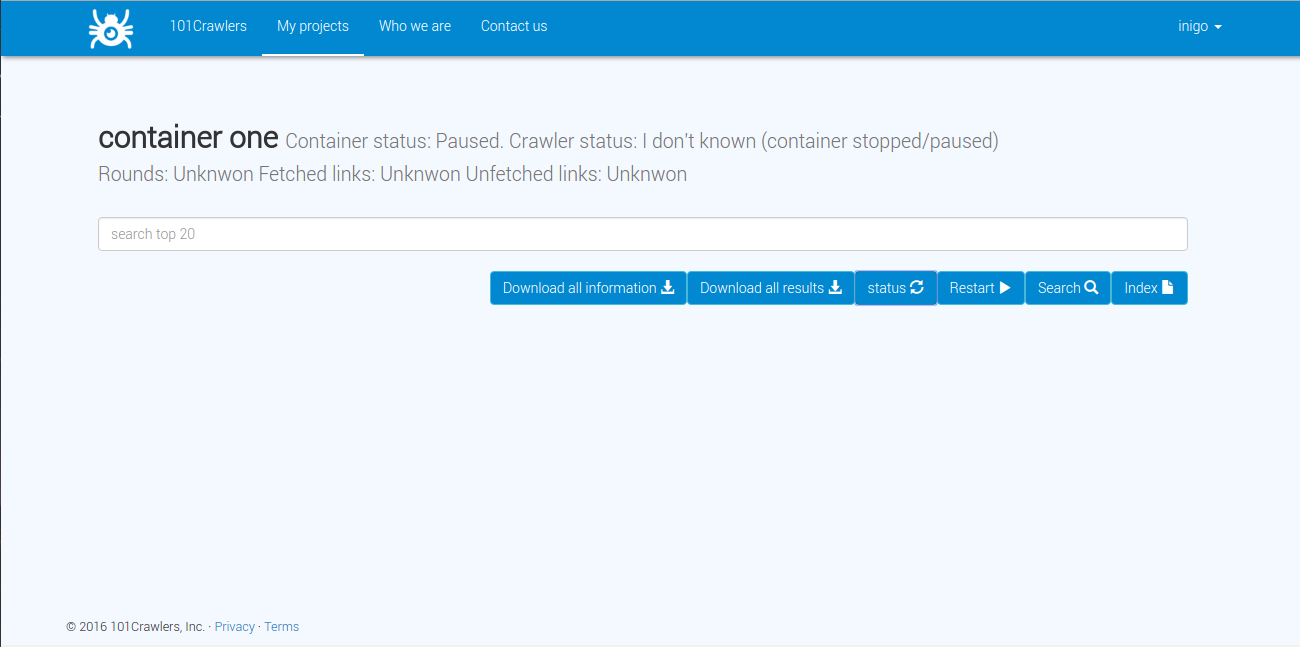 101Crawlers My projects Who we are Contact us inigo
container one Container status: Paused. Crawler status: I don't known (container stopped/paused)
Rounds: Unknwon Fetched links: Unknwon Unfetched links: Unknwon
search top 20
Download all information Download all results status Restart Search Index
© 2016 101Crawlers, Inc. · Privacy · Terms